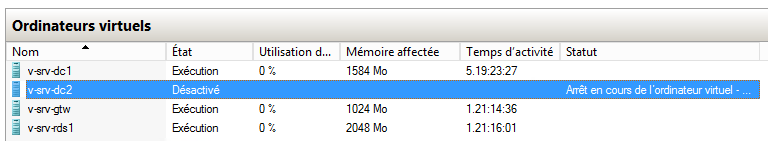 Ordinateurs virtuels
Nom État Utilisation d... Mémoire affectée Temps d'activité Statut
v-srv-dc1 Exécution 0 % 1584 Mo 5.19:23:27
v-srv-dc2 Désactivé Arrêt en cours de l'ordinateur virtuel - ...
v-srv-gtw Exécution 0 % 1024 Mo 1.21:14:36
v-srv-rds1 Exécution 0 % 2048 Mo 1.21:16:01